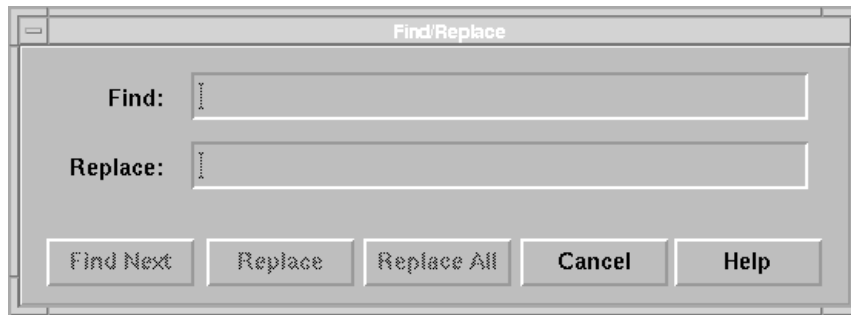 Find/Replace
Find:
Replace:
Find Next Replace Replace All Cancel Help